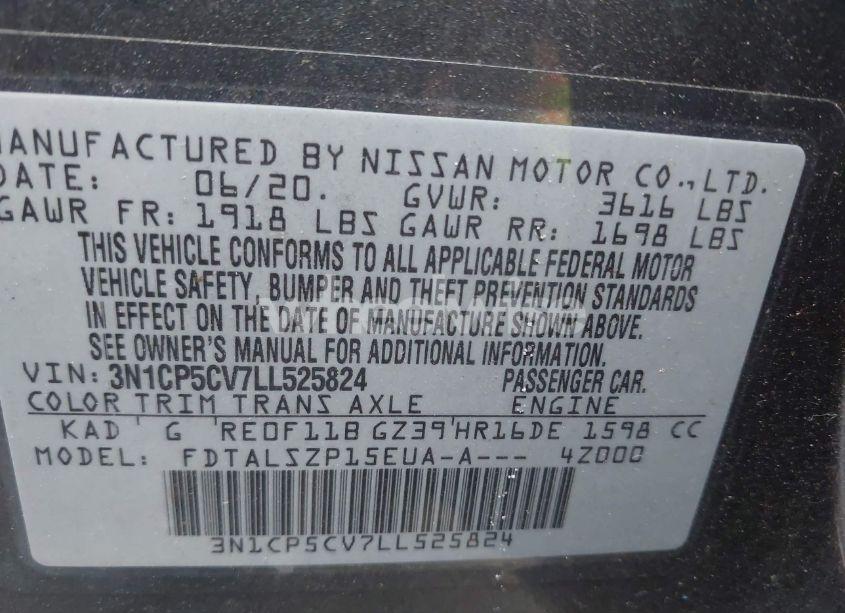 MANUFACTURED BY NISSAN MOTOR CO., LTD.
DATE: 06/20. GVWR: 3616 LBS
GAWR FR: 1918 LBS GAWR RR: 1698 LBS
THIS VEHICLE CONFORMS TO ALL APPLICABLE FEDERAL MOTOR
VEHICLE SAFETY, BUMPER AND THEFT PREVENTION STANDARDS
IN EFFECT ON THE DATE OF MANUFACTURE SHOWN ABOVE.
SEE OWNER'S MANUAL FOR ADDITIONAL INFORMATION.
VIN: 3N1CP5CV7LL525824 PASSENGER CAR.
COLOR TRIM TRANS AXLE ENGINE
KAD G RE0F11B GZ39 HR16DE 1598 CC
MODEL: FDTALSZP15EUA-A--- 4Z000
3N1CP5CV7LL525824